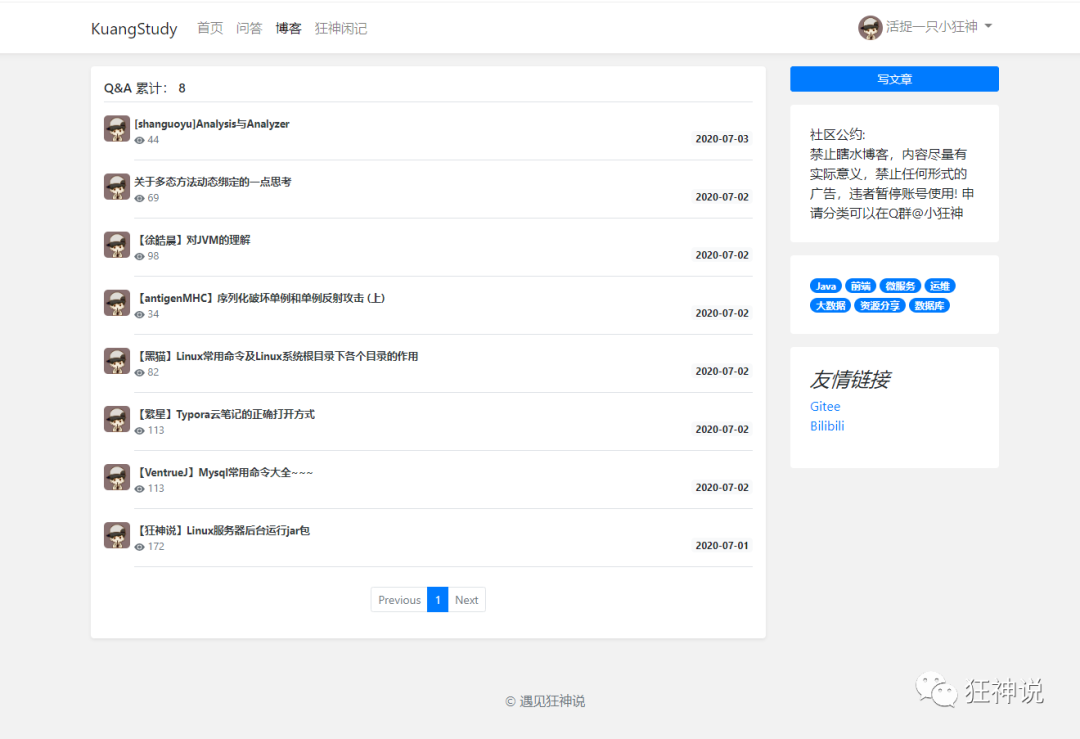 KuangStudy 首页 问答 博客 狂神闲记 活捉一只小狂神
Q&A 累计： 8
[shanguoyu]Analysis与Analyzer
44 2020-07-03
关于多态方法动态绑定的一点思考
69 2020-07-02
【徐皓晨】对JVM的理解
98 2020-07-02
【antigenMHC】序列化破坏单例和单例反射攻击 (上)
34 2020-07-02
【黑猫】Linux常用命令及Linux系统根目录下各个目录的作用
82 2020-07-02
【繁星】Typora云笔记的正确打开方式
113 2020-07-02
【VentrueJ】Mysql常用命令大全~~~
113 2020-07-02
【狂神说】Linux服务器后台运行jar包
172 2020-07-01
Previous 1 Next
写文章
社区公约:
禁止瞎水博客，内容尽量有
实际意义，禁止任何形式的
广告，违者暂停账号使用! 申
请分类可以在Q群@小狂神
Java 前端 微服务 运维
大数据 资源分享 数据库
友情链接
Gitee
Bilibili
© 遇见狂神说
狂神说